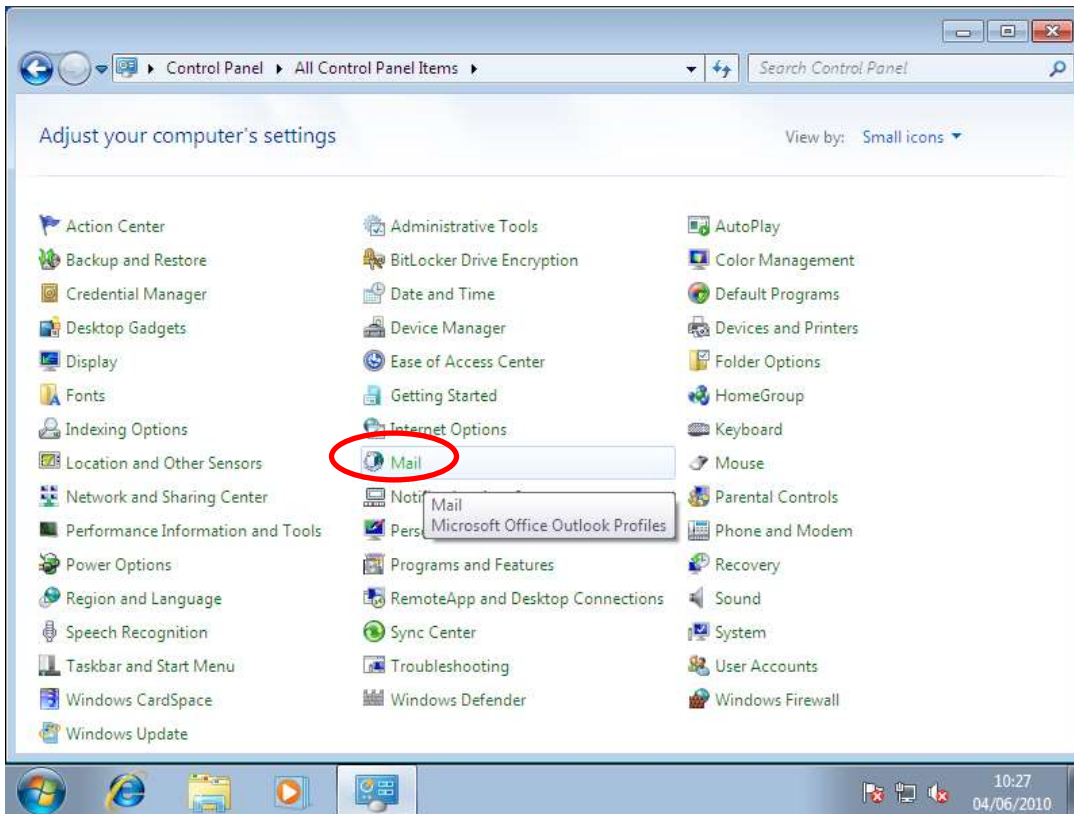 Control Panel All Control Panel Items Search Control Panel
Adjust your computer's settings View by: Small icons
Action Center Administrative Tools AutoPlay
Backup and Restore BitLocker Drive Encryption Color Management
Credential Manager Date and Time Default Programs
Desktop Gadgets Device Manager Devices and Printers
Display Ease of Access Center Folder Options
Fonts Getting Started HomeGroup
Indexing Options Internet Options Keyboard
Location and Other Sensors Mail Mouse
Network and Sharing Center Parental Controls
Mail
Microsoft Office Outlook Profiles
Performance Information and Tools Phone and Modem
Power Options Programs and Features Recovery
Region and Language RemoteApp and Desktop Connections Sound
Speech Recognition Sync Center System
Taskbar and Start Menu Troubleshooting User Accounts
Windows CardSpace Windows Defender Windows Firewall
Windows Update
10:27
04/06/2010